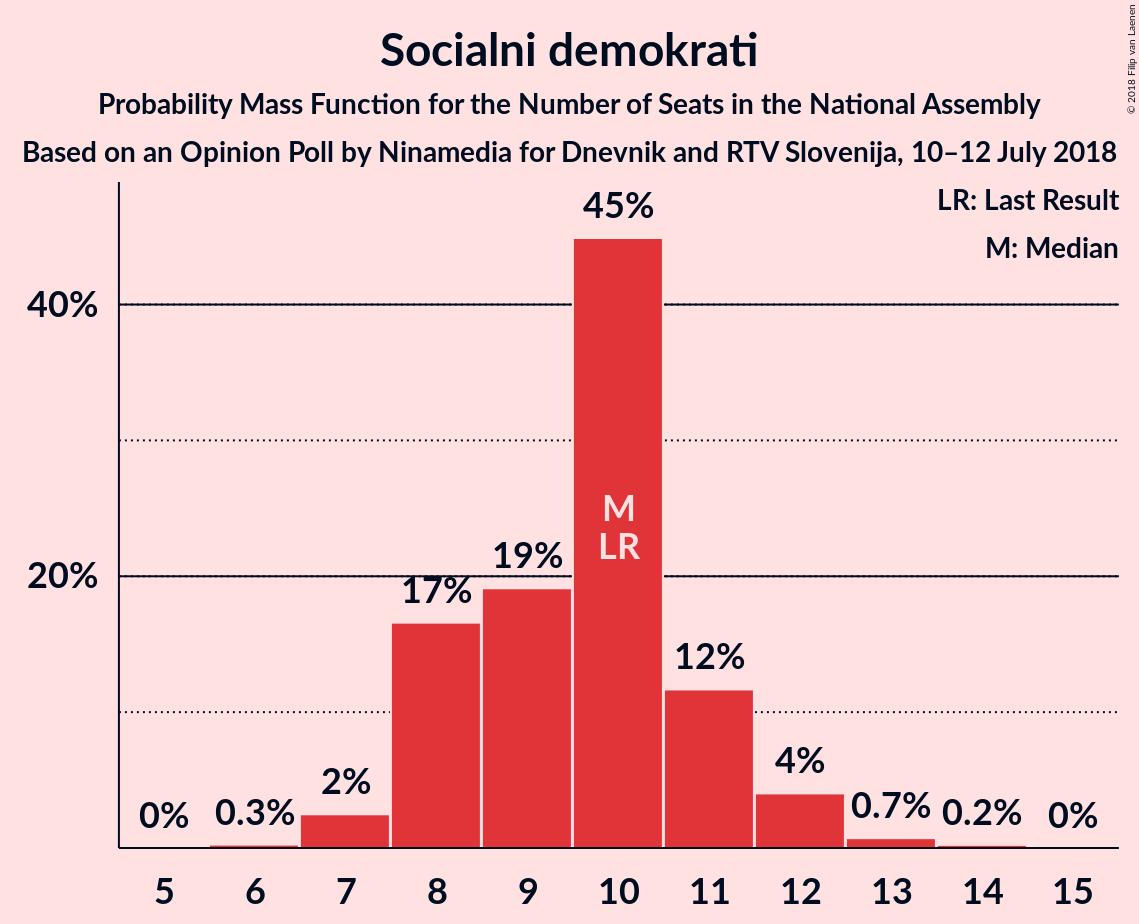 Socialni demokrati
Probability Mass Function for the Number of Seats in the National Assembly
Based on an Opinion Poll by Ninamedia for Dnevnik and RTV Slovenija, 10–12 July 2018
© 2018 Filip van Laenen
LR: Last Result
M: Median
40%
20%
0%
0.3%
2%
17%
19%
45%
M
LR
12%
4%
0.7%
0.2%
0%
5 6 7 8 9 10 11 12 13 14 15